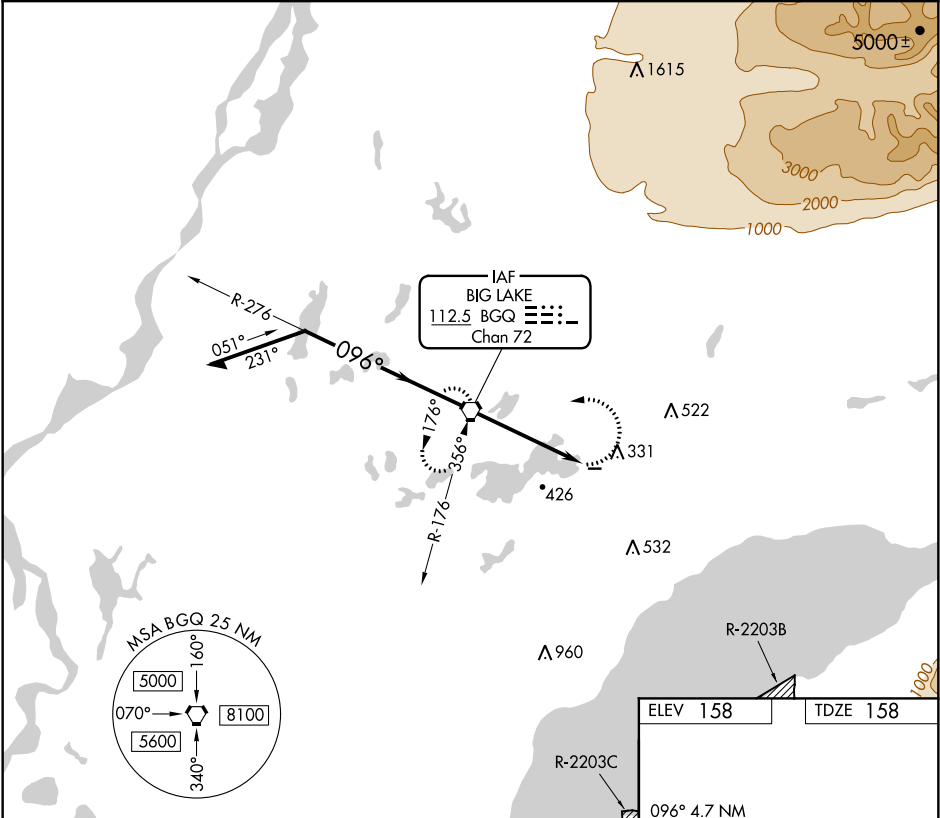 5000±
1615
3000
2000
1000
IAF
BIG LAKE
112.5 BGQ
Chan 72
R-276
051°
231°
096°
176°
356°
R-176
522
331
426
532
960
MSA BGQ 25 NM
160°
5000
070°
8100
5600
340°
R-2203B
1000
ELEV 158
TDZE 158
R-2203C
096° 4.7 NM